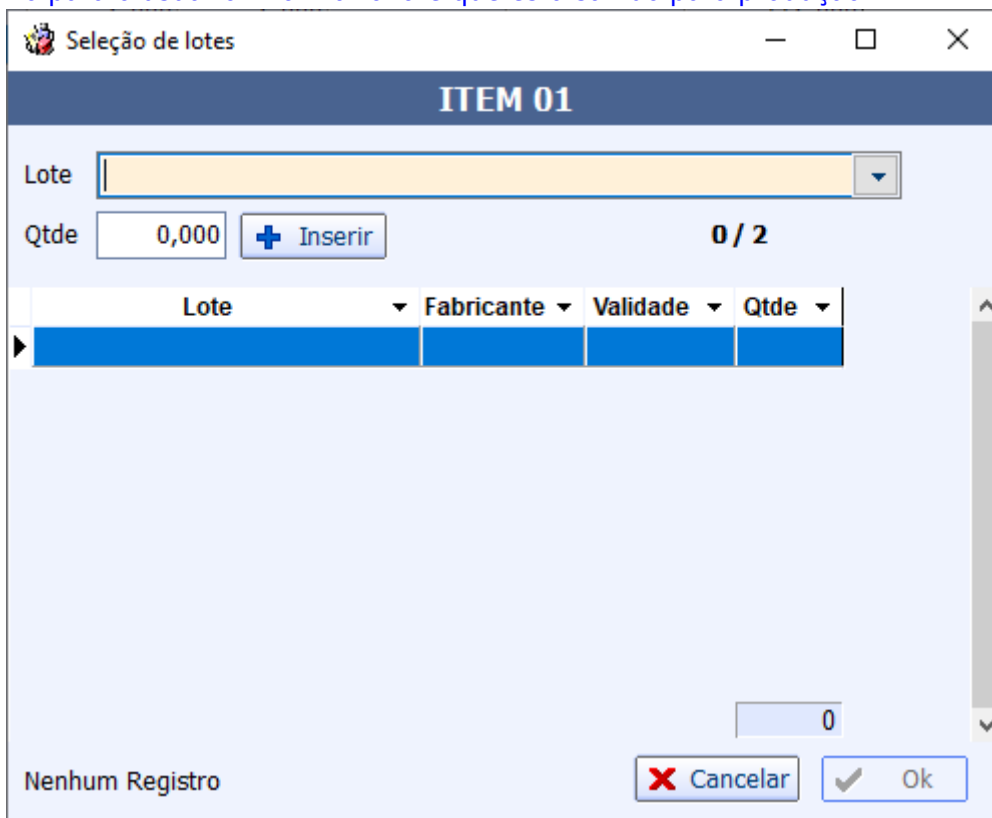 Seleção de lotes
ITEM 01
Lote
Qtde 0,000 Inserir 0 / 2
Lote Fabricante Validade Qtde
0
Nenhum Registro Cancelar Ok